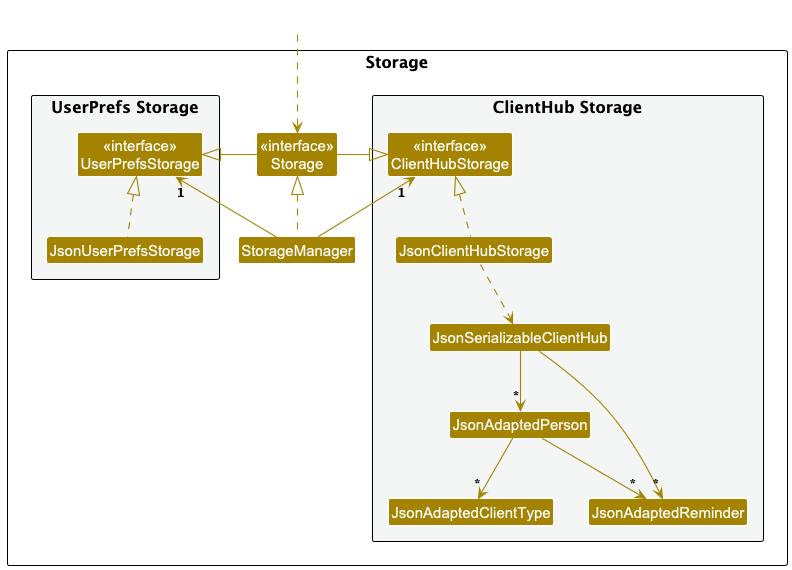 Storage
UserPrefs Storage
ClientHub Storage
«interface»
UserPrefsStorage
«interface»
Storage
«interface»
ClientHubStorage
1
1
JsonUserPrefsStorage
StorageManager
JsonClientHubStorage
JsonSerializableClientHub
*
JsonAdaptedPerson
*
*
*
JsonAdaptedClientType
JsonAdaptedReminder